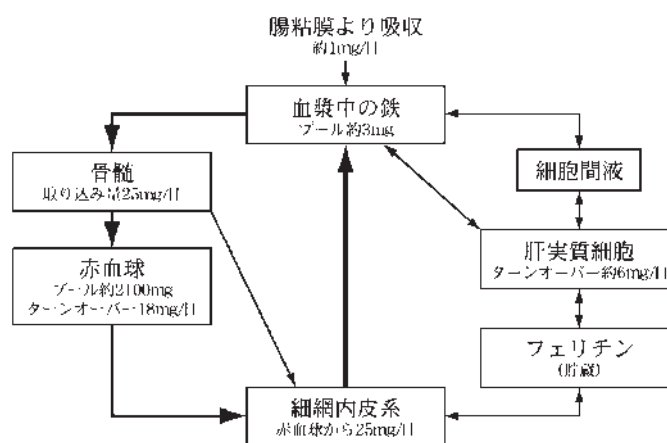 腸粘膜より吸収
約1mg/日
血漿中の鉄
プール約3mg
骨髄
取り込み量25mg/日
細胞間液
赤血球
プール約2100mg
ターンオーバー18mg/日
肝実質細胞
ターンオーバー約6mg/日
フェリチン
(貯蔵)
細網内皮系
赤血球から25mg/日